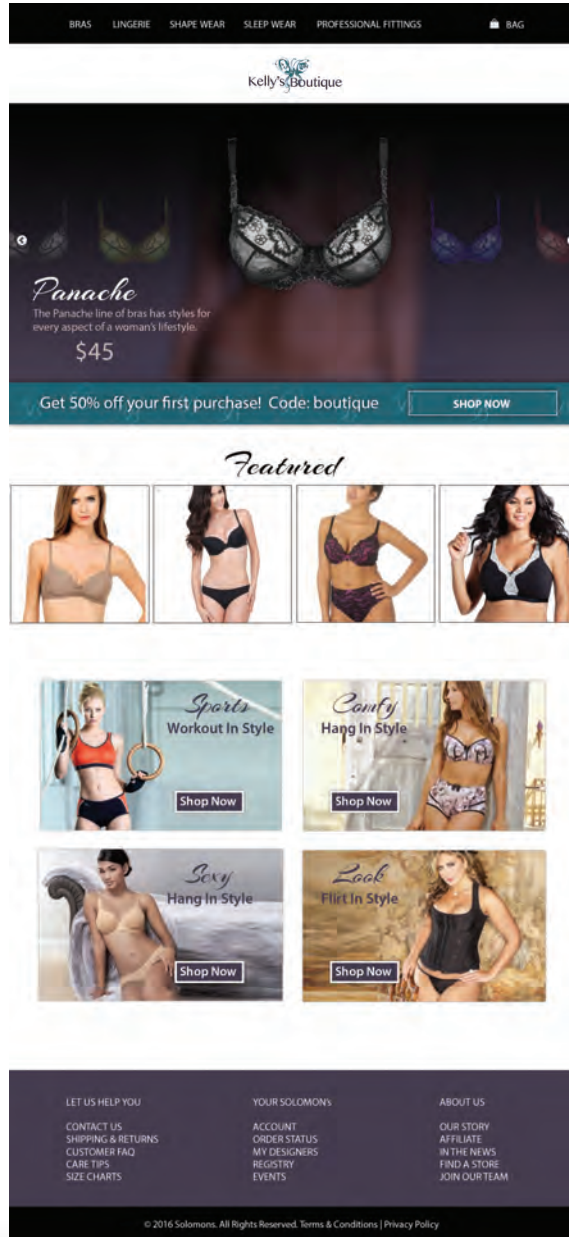 BRAS LINGERIE SHAPE WEAR SLEEP WEAR PROFESSIONAL FITTINGS BAG
Kelly's Boutique
Panache
The Panache line of bras has styles for
every aspect of a woman's lifestyle.
$45
Get 50% off your first purchase! Code: boutique SHOP NOW
Featured
Sports
Workout In Style
Shop Now
Comfy
Hang In Style
Shop Now
Sexy
Hang In Style
Shop Now
Look
Flirt In Style
Shop Now
LET US HELP YOU
CONTACT US
SHIPPING & RETURNS
CUSTOMER FAQ
CARE TIPS
SIZE CHARTS
YOUR SOLOMON's
ACCOUNT
ORDER STATUS
MY DESIGNERS
REGISTRY
EVENTS
ABOUT US
OUR STORY
AFFILIATE
IN THE NEWS
FIND A STORE
JOIN OUR TEAM
© 2016 Solomons. All Rights Reserved. Terms & Conditions | Privacy Policy